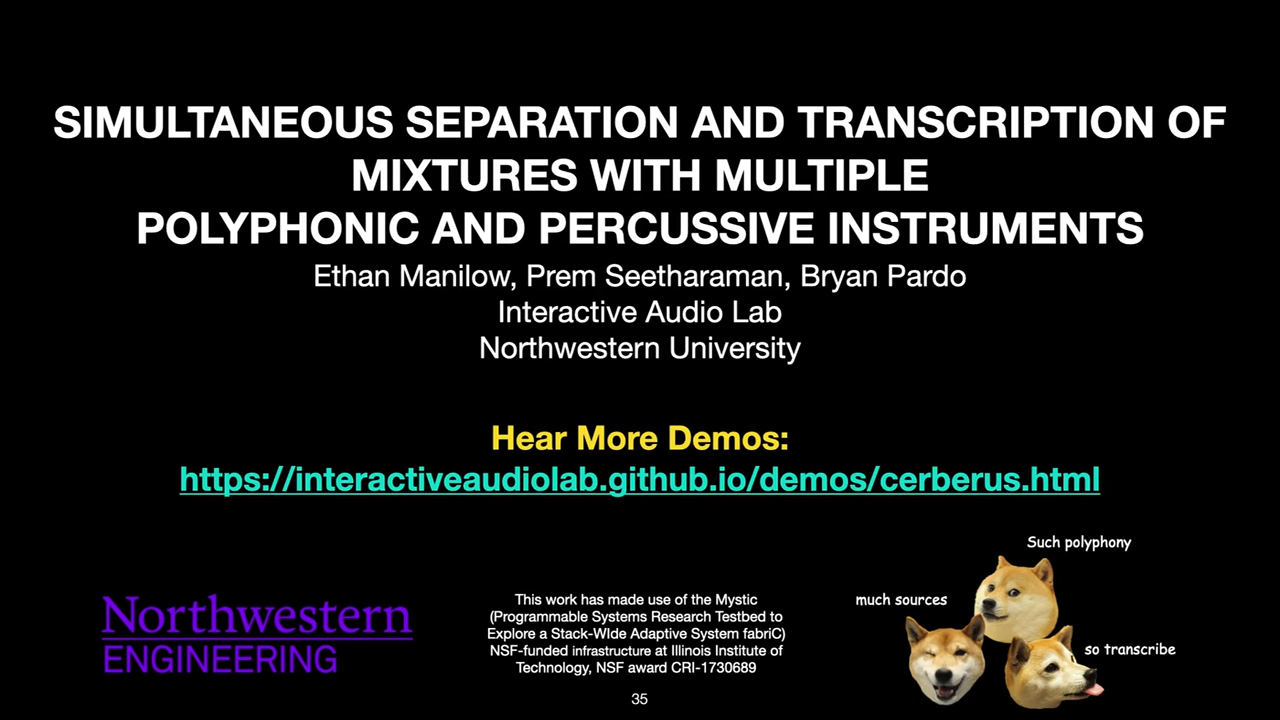 SIMULTANEOUS SEPARATION AND TRANSCRIPTION OF
MIXTURES WITH MULTIPLE
POLYPHONIC AND PERCUSSIVE INSTRUMENTS
Ethan Manilow, Prem Seetharaman, Bryan Pardo
Interactive Audio Lab
Northwestern University
Hear More Demos:
https://interactiveaudiolab.github.io/demos/cerberus.html
Northwestern
ENGINEERING
This work has made use of the Mystic
(Programmable Systems Research Testbed to
Explore a Stack-WIde Adaptive System fabriC)
NSF-funded infrastructure at Illinois Institute of
Technology, NSF award CRI-1730689
Such polyphony
much sources
so transcribe
35